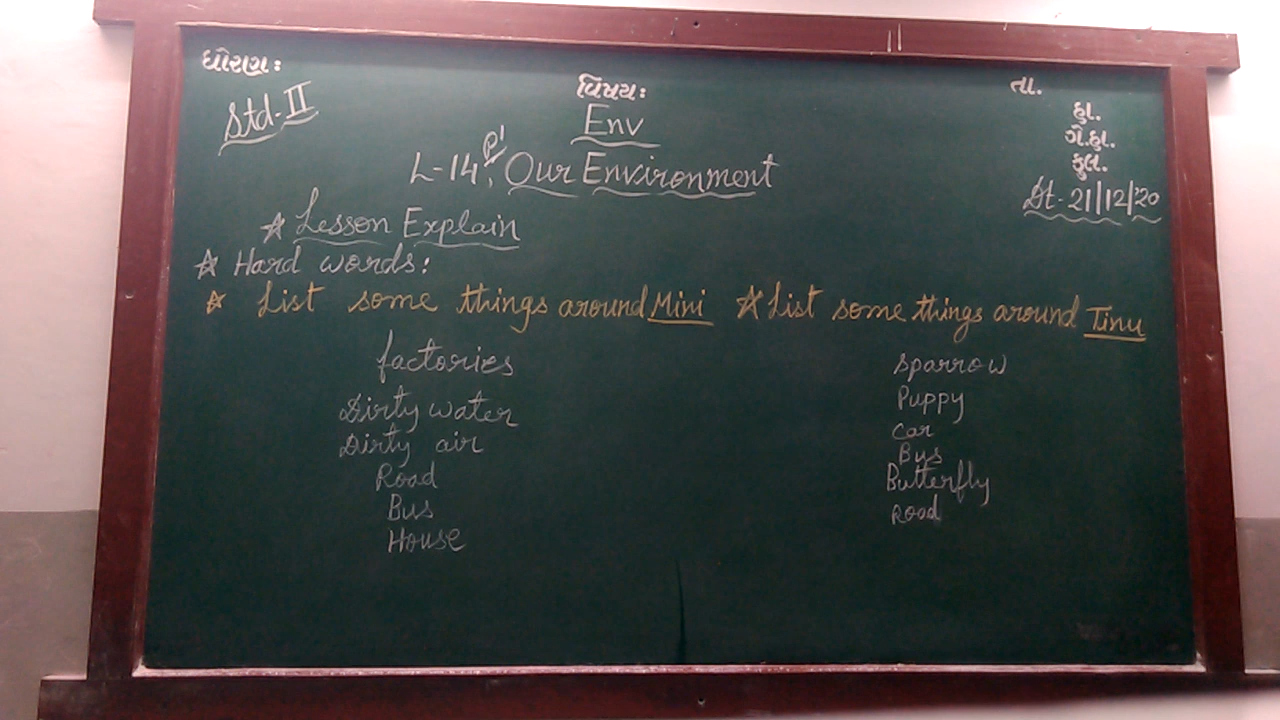 ધોરણ:
Std-II
વિષય:
Env
તા.
હા.
ગે.હા.
કુલ.
Dt-21/12/'20
L-14, P1 Our Environment
☆ Lesson Explain
☆ Hard words:
☆ List some things around Mini
factories
Dirty water
Dirty air
Road
Bus
House
☆ List some things around Tinu
Sparrow
Puppy
Car
Bus
Butterfly
Road